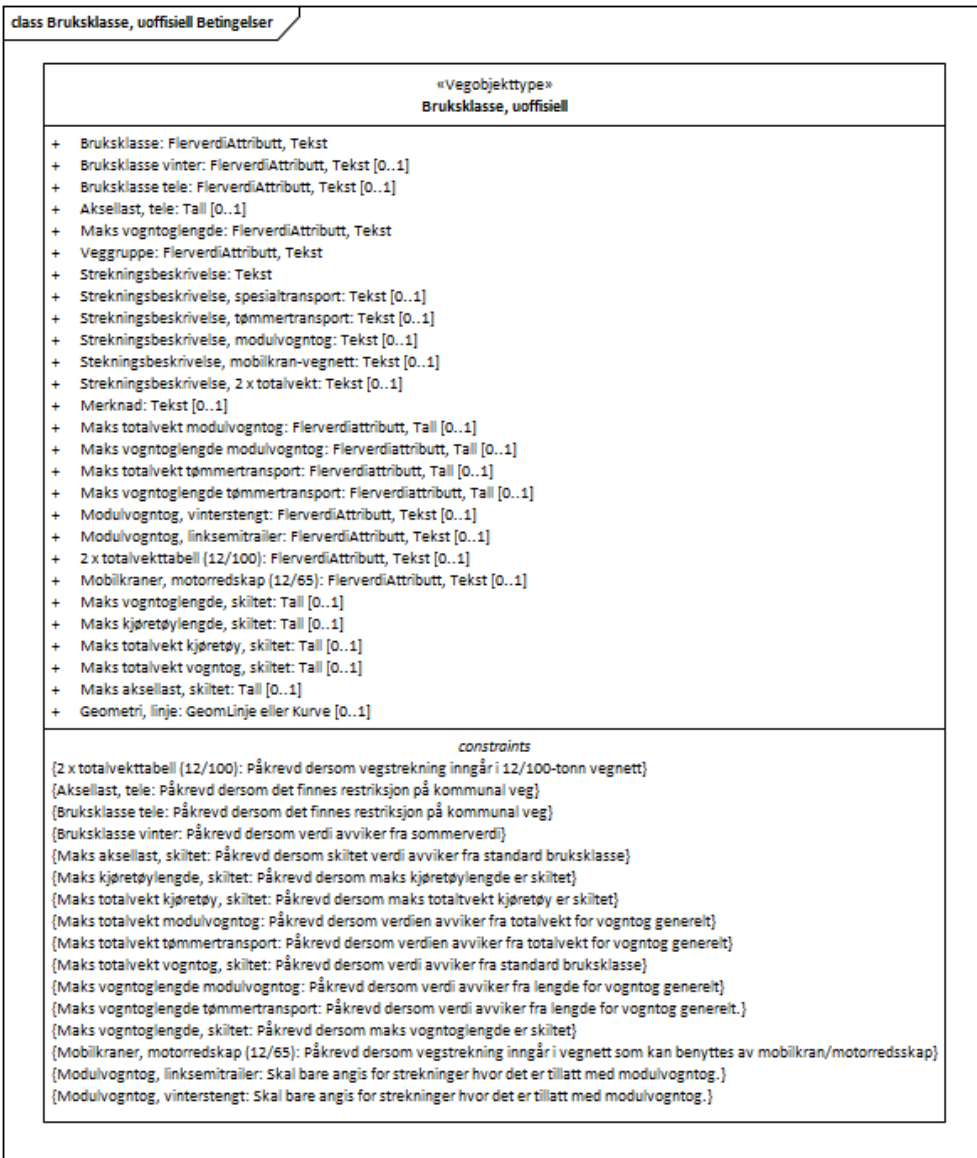 class Bruksklasse, uoffisiell Betingelser
«Vegobjekttype»
Bruksklasse, uoffisiell
+ Bruksklasse: FlerverdiAttributt, Tekst
+ Bruksklasse vinter: FlerverdiAttributt, Tekst [0..1]
+ Bruksklasse tele: FlerverdiAttributt, Tekst [0..1]
+ Aksellast, tele: Tall [0..1]
+ Maks vogntoglengde: FlerverdiAttributt, Tekst
+ Veggruppe: FlerverdiAttributt, Tekst
+ Strekningsbeskrivelse: Tekst
+ Strekningsbeskrivelse, spesialtransport: Tekst [0..1]
+ Strekningsbeskrivelse, tømmertransport: Tekst [0..1]
+ Strekningsbeskrivelse, modulvogntog: Tekst [0..1]
+ Stekningsbeskrivelse, mobilkran-vegnett: Tekst [0..1]
+ Strekningsbeskrivelse, 2 x totalvekt: Tekst [0..1]
+ Merknad: Tekst [0..1]
+ Maks totalvekt modulvogntog: Flerverdiattributt, Tall [0..1]
+ Maks vogntoglengde modulvogntog: Flerverdiattributt, Tall [0..1]
+ Maks totalvekt tømmertransport: Flerverdiattributt, Tall [0..1]
+ Maks vogntoglengde tømmertransport: Flerverdiattributt, Tall [0..1]
+ Modulvogntog, vinterstengt: FlerverdiAttributt, Tekst [0..1]
+ Modulvogntog, linksemitrailer: FlerverdiAttributt, Tekst [0..1]
+ 2 x totalvekttabell (12/100): FlerverdiAttributt, Tekst [0..1]
+ Mobilkraner, motorredskap (12/65): FlerverdiAttributt, Tekst [0..1]
+ Maks vogntoglengde, skiltet: Tall [0..1]
+ Maks kjøretøylengde, skiltet: Tall [0..1]
+ Maks totalvekt kjøretøy, skiltet: Tall [0..1]
+ Maks totalvekt vogntog, skiltet: Tall [0..1]
+ Maks aksellast, skiltet: Tall [0..1]
+ Geometri, linje: GeomLinje eller Kurve [0..1]
constraints
{2 x totalvekttabell (12/100): Påkrevd dersom vegstrekning inngår i 12/100-tonn vegnett}
{Aksellast, tele: Påkrevd dersom det finnes restriksjon på kommunal veg}
{Bruksklasse tele: Påkrevd dersom det finnes restriksjon på kommunal veg}
{Bruksklasse vinter: Påkrevd dersom verdi avviker fra sommerverdi}
{Maks aksellast, skiltet: Påkrevd dersom skiltet verdi avviker fra standard bruksklasse}
{Maks kjøretøylengde, skiltet: Påkrevd dersom maks kjøretøylengde er skiltet}
{Maks totalvekt kjøretøy, skiltet: Påkrevd dersom maks totaltvekt kjøretøy er skiltet}
{Maks totalvekt modulvogntog: Påkrevd dersom verdien avviker fra totalvekt for vogntog generelt}
{Maks totalvekt tømmertransport: Påkrevd dersom verdien avviker fra totalvekt for vogntog generelt}
{Maks totalvekt vogntog, skiltet: Påkrevd dersom verdi avviker fra standard bruksklasse}
{Maks vogntoglengde modulvogntog: Påkrevd dersom verdi avviker fra lengde for vogntog generelt}
{Maks vogntoglengde tømmertransport: Påkrevd dersom verdi avviker fra lengde for vogntog generelt.}
{Maks vogntoglengde, skiltet: Påkrevd dersom maks vogntoglengde er skiltet}
{Mobilkraner, motorredskap (12/65): Påkrevd dersom vegstrekning inngår i vegnett som kan benyttes av mobilkran/motorredsskap}
{Modulvogntog, linksemitrailer: Skal bare angis for strekninger hvor det er tillatt med modulvogntog.}
{Modulvogntog, vinterstengt: Skal bare angis for strekninger hvor det er tillatt med modulvogntog.}